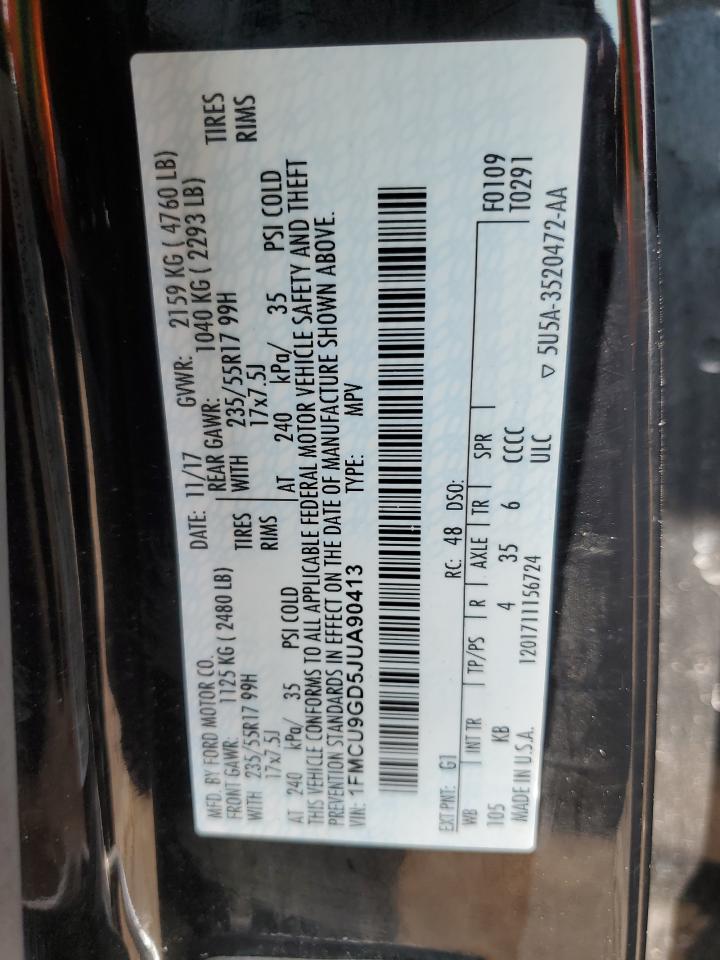 MFD. BY FORD MOTOR CO. DATE: 11/17 GVWR: 2159 KG ( 4760 LB)
FRONT GAWR: 1125 KG ( 2480 LB) REAR GAWR: 1040 KG ( 2293 LB)
WITH 235/55R17 99H TIRES WITH 235/55R17 99H TIRES
17x7.5J RIMS 17x7.5J RIMS
AT 240 kPa/ 35 PSI COLD AT 240 kPa/ 35 PSI COLD
THIS VEHICLE CONFORMS TO ALL APPLICABLE FEDERAL MOTOR VEHICLE SAFETY AND THEFT
PREVENTION STANDARDS IN EFFECT ON THE DATE OF MANUFACTURE SHOWN ABOVE.
VIN: 1FMCU9GD5JUA90413 TYPE: MPV
EXT PNT: G1 RC: 48 DSO: F0109
WB INT TR TP/PS R AXLE TR SPR T0291
105 KB 4 35 6 CCCC
MADE IN U.S.A. 1201711156724 ULC ▽ 5U5A-3520472-AA